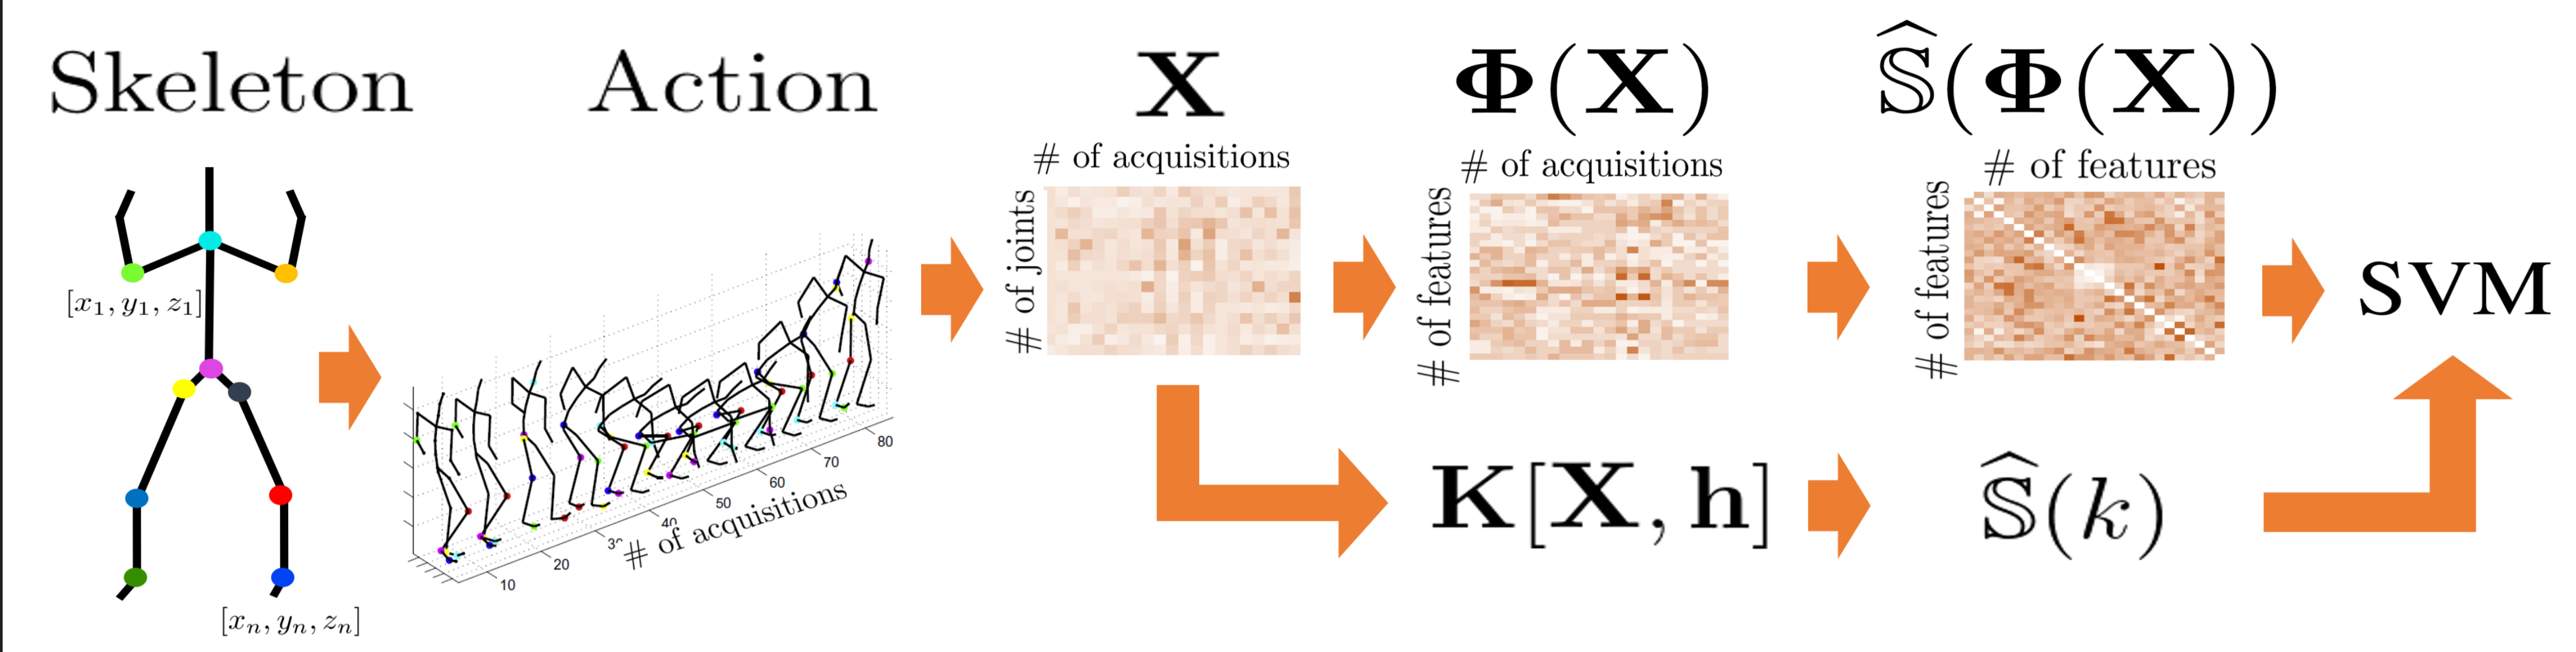 Skeleton
Action
X
Φ(X)
𝕊̂(Φ(X))
# of acquisitions
# of joints
# of acquisitions
# of features
# of features
# of features
SVM
[x₁, y₁, z₁]
[xₙ, yₙ, zₙ]
10
20
30
40
50
60
70
80
# of acquisitions
K[X, h]
𝕊̂(k)